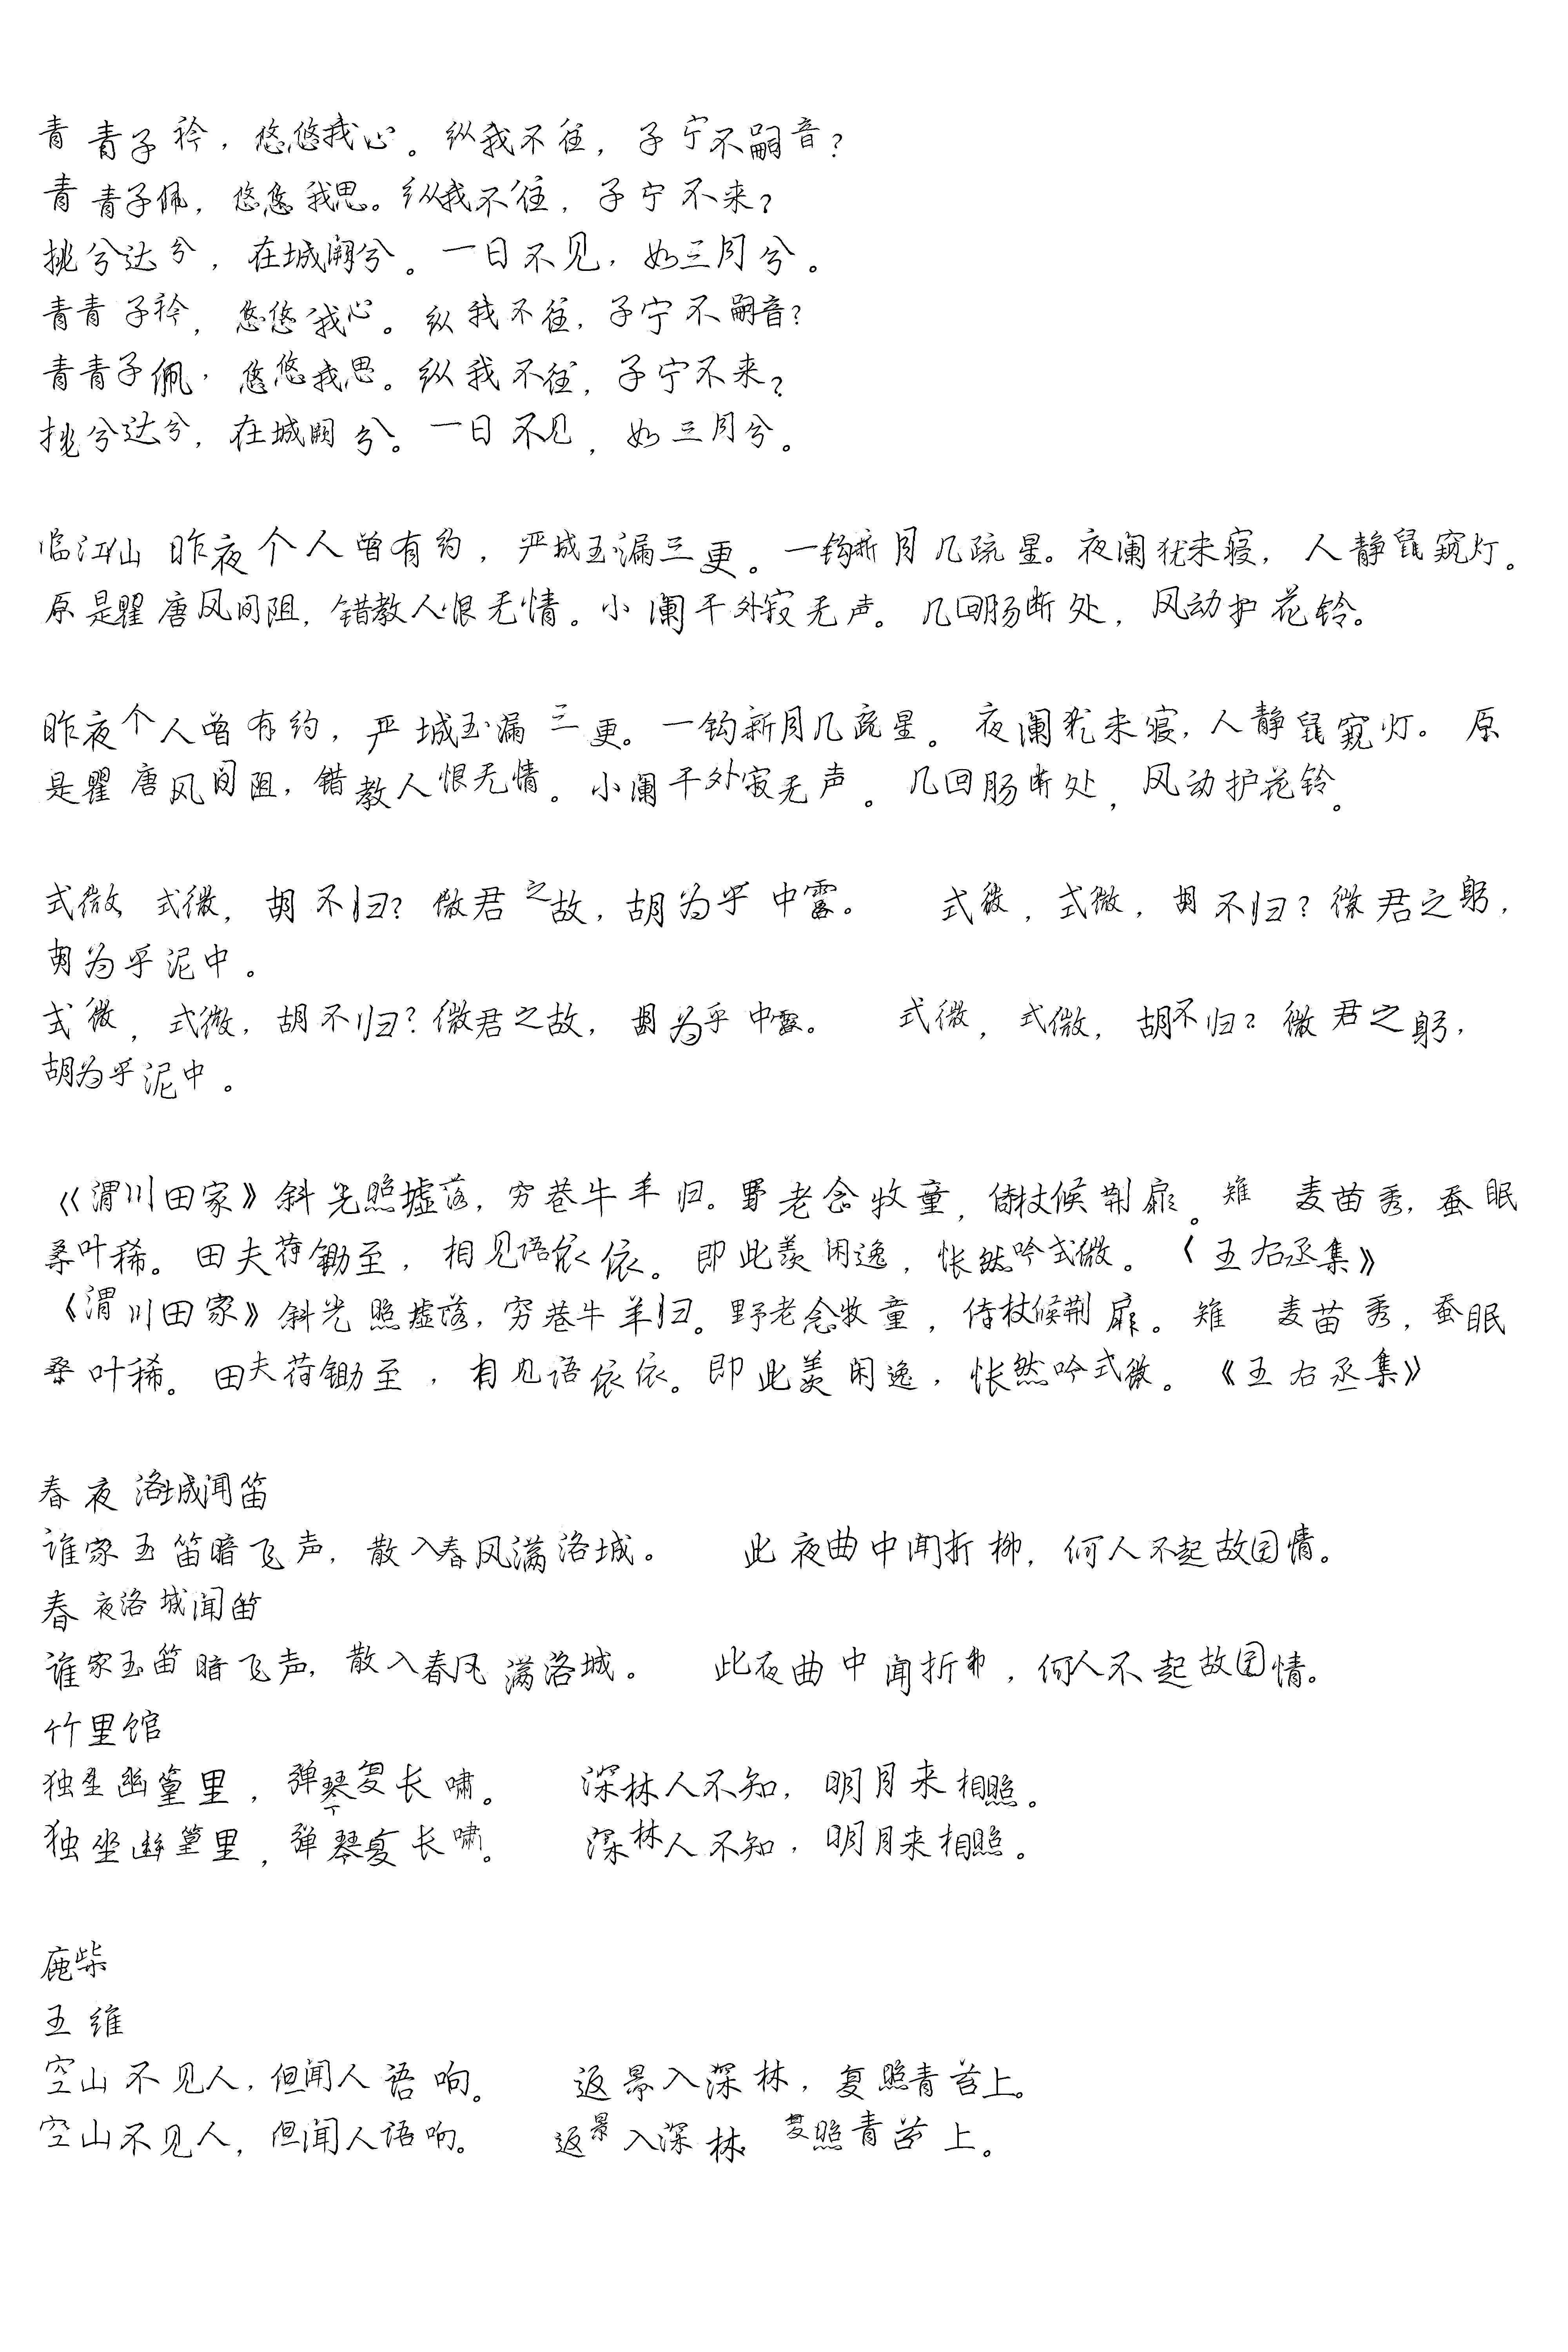 青青子衿，悠悠我心。纵我不往，子宁不嗣音？
青青子佩，悠悠我思。纵我不往，子宁不来？
挑兮达兮，在城阙兮。一日不见，如三月兮。
青青子衿，悠悠我心。纵我不往，子宁不嗣音？
青青子佩，悠悠我思。纵我不往，子宁不来？
挑兮达兮，在城阙兮。一日不见，如三月兮。
临江仙 昨夜个人曾有约，严城玉漏三更。一钩新月几疏星。夜阑犹未寝，人静鼠窥灯。
原是瞿唐风间阻，错教人恨无情。小阑干外寂无声。几回肠断处，风动护花铃。
昨夜个人曾有约，严城玉漏三更。一钩新月几疏星。夜阑犹未寝，人静鼠窥灯。原
是瞿唐风间阻，错教人恨无情。小阑干外寂无声。几回肠断处，风动护花铃。
式微，式微，胡不归？微君之故，胡为乎中露。 式微，式微，胡不归？微君之躬，
胡为乎泥中。
式微，式微，胡不归？微君之故，胡为乎中露。 式微，式微，胡不归？微君之躬，
胡为乎泥中。
《渭川田家》斜光照墟落，穷巷牛羊归。野老念牧童，倚杖候荆扉。雉 麦苗秀，蚕眠
桑叶稀。田夫荷锄至，相见语依依。即此羡闲逸，怅然吟式微。《王右丞集》
《渭川田家》斜光照墟落，穷巷牛羊归。野老念牧童，倚杖候荆扉。雉 麦苗秀，蚕眠
桑叶稀。田夫荷锄至，相见语依依。即此羡闲逸，怅然吟式微。《王右丞集》
春夜洛城闻笛
谁家玉笛暗飞声，散入春风满洛城。 此夜曲中闻折柳，何人不起故园情。
春夜洛城闻笛
谁家玉笛暗飞声，散入春风满洛城。 此夜曲中闻折柳，何人不起故园情。
竹里馆
独坐幽篁里，弹琴复长啸。 深林人不知，明月来相照。
独坐幽篁里，弹琴复长啸。 深林人不知，明月来相照。
鹿柴
王维
空山不见人，但闻人语响。 返景入深林，复照青苔上。
空山不见人，但闻人语响。 返景入深林，复照青苔上。